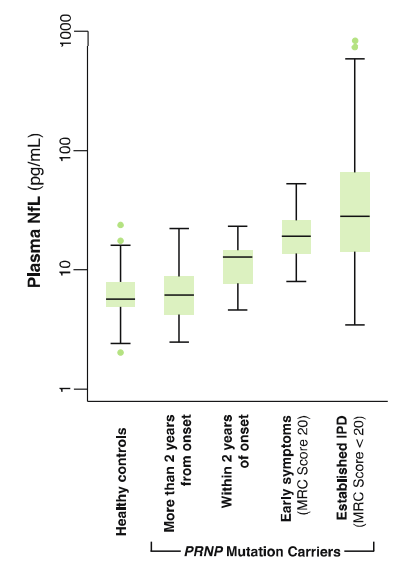 Plasma NfL (pg/mL)
1000
100
10
1
Healthy controls
More than 2 years
from onset
Within 2 years
of onset
Early symptoms
(MRC Score 20)
Established IPD
(MRC Score < 20)
PRNP Mutation Carriers